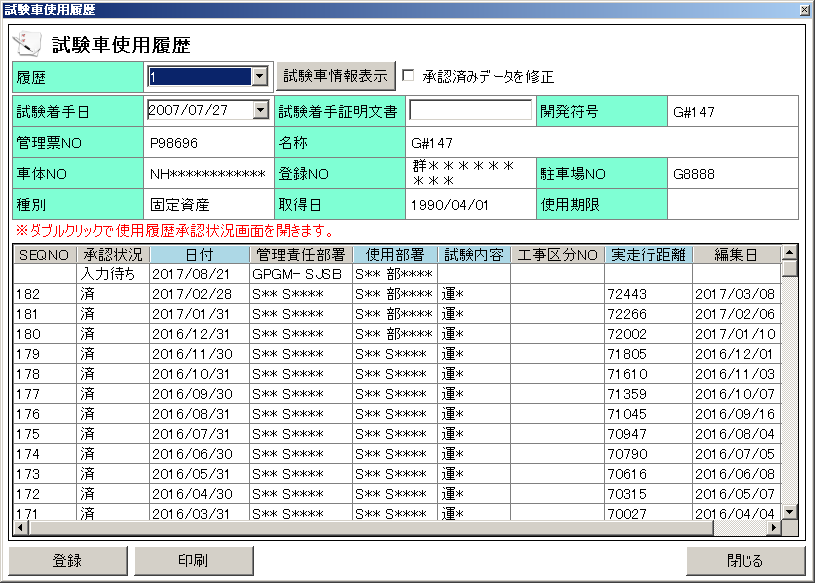 試験車使用履歴
試験車使用履歴
履歴 1 試験車情報表示 承認済みデータを修正
試験着手日 2007/07/27 試験着手証明文書 開発符号 G#147
管理票NO P98696 名称 G#147
車体NO NH************ 登録NO 群****** *** 駐車場NO G8888
種別 固定資産 取得日 1990/04/01 使用期限
※ダブルクリックで使用履歴承認状況画面を開きます。
SEQNO 承認状況 日付 管理責任部署 使用部署 試験内容 工事区分NO 実走行距離 編集日
入力待ち 2017/08/21 GPGM-SJSB S** 部****
182 済 2017/02/28 S** S**** S** 部**** 運* 72443 2017/03/08
181 済 2017/01/31 S** S**** S** 部**** 運* 72266 2017/02/06
180 済 2016/12/31 S** S**** S** 部**** 運* 72002 2017/01/10
179 済 2016/11/30 S** S**** S** S**** 運* 71805 2016/12/01
178 済 2016/10/31 S** S**** S** S**** 運* 71610 2016/11/03
177 済 2016/09/30 S** S**** S** S**** 運* 71359 2016/10/07
176 済 2016/08/31 S** S**** S** S**** 運* 71045 2016/09/16
175 済 2016/07/31 S** S**** S** S**** 運* 70947 2016/08/04
174 済 2016/06/30 S** S**** S** S**** 運* 70790 2016/07/05
173 済 2016/05/31 S** S**** S** S**** 運* 70616 2016/06/08
172 済 2016/04/30 S** S**** S** S**** 運* 70315 2016/05/07
171 済 2016/03/31 S** S**** S** S**** 運* 70027 2016/04/04
登録 印刷 閉じる